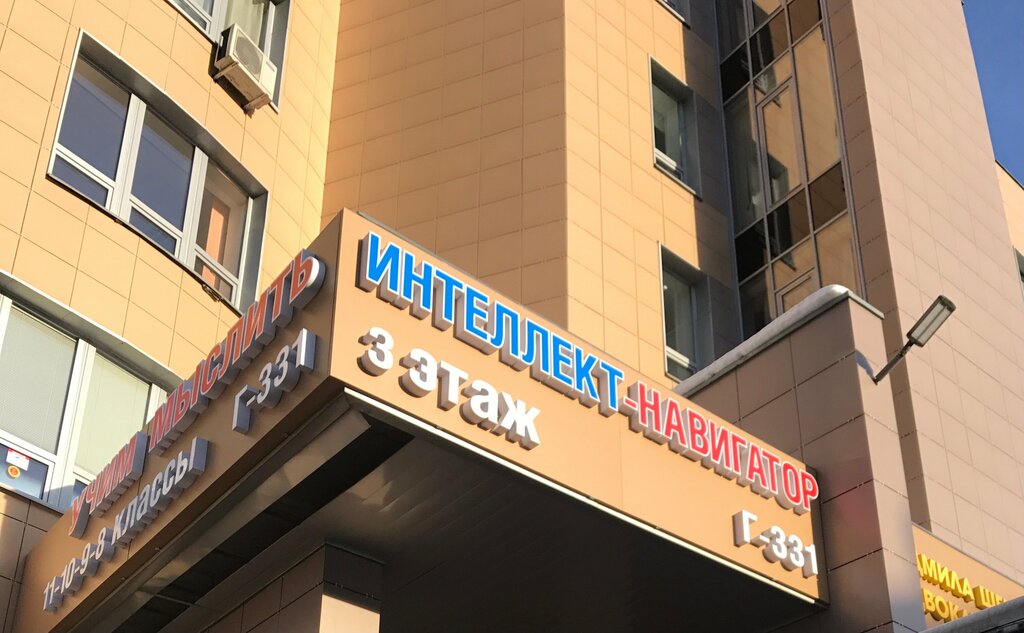 УЧИМ МЫСЛИТЬ
11-10-9-8 классы Г-331
ИНТЕЛЛЕКТ-НАВИГАТОР
3 этаж Г-331